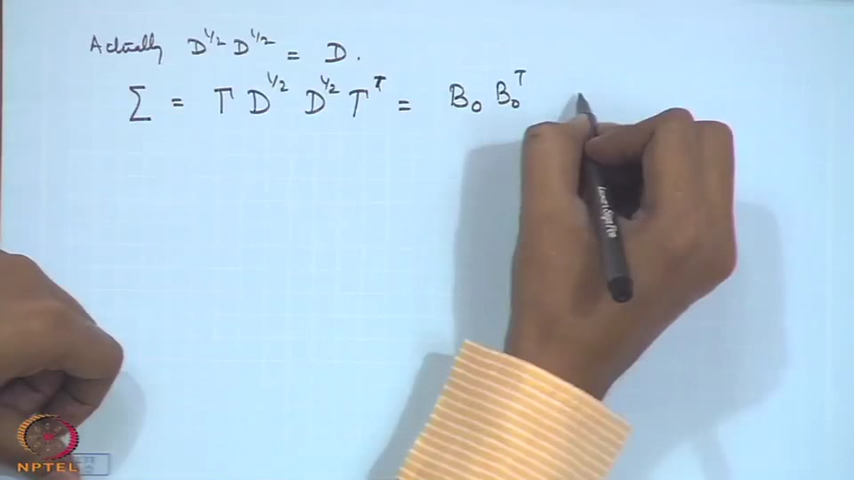 Actually D^{1/2} D^{1/2} = D.
Σ = Γ D^{1/2} D^{1/2} Γ^T = B₀ B₀^T
NPTEL